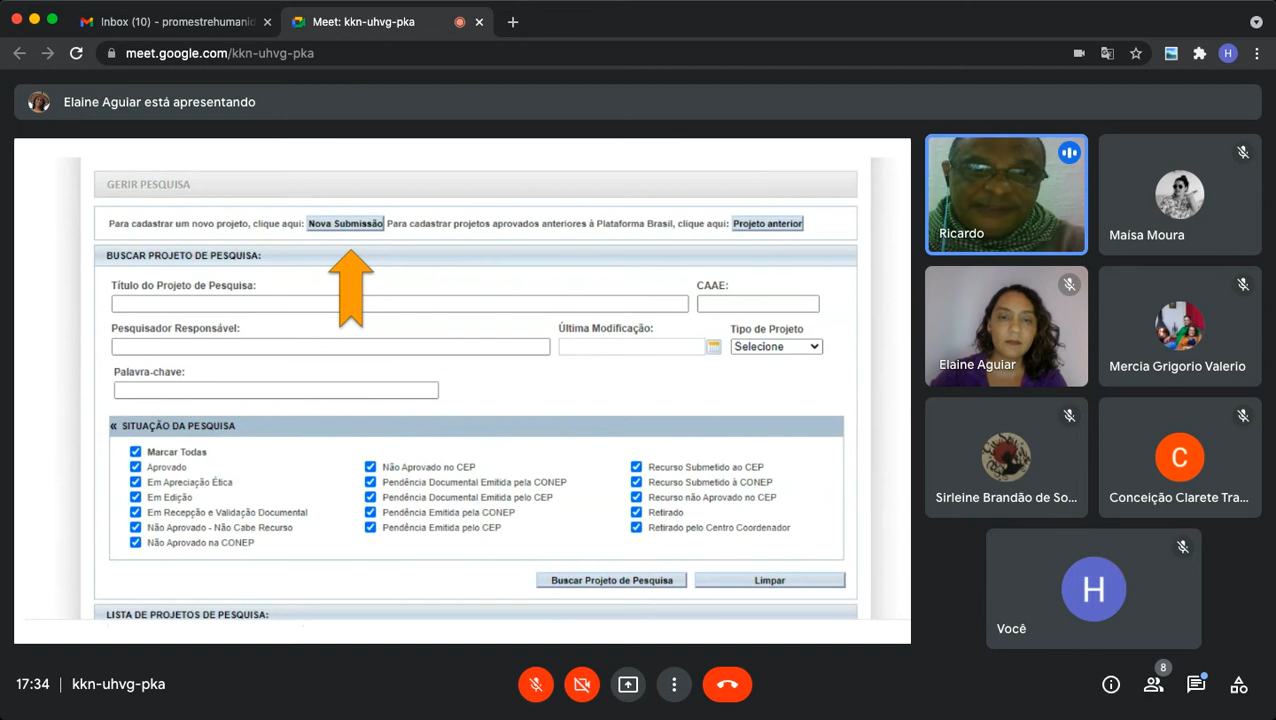 Inbox (10) - promestrehumanid
Meet: kkn-uhvg-pka
meet.google.com/kkn-uhvg-pka
H
Elaine Aguiar está apresentando
GERIR PESQUISA
Para cadastrar um novo projeto, clique aqui: Nova Submissão Para cadastrar projetos aprovados anteriores à Plataforma Brasil, clique aqui: Projeto anterior
BUSCAR PROJETO DE PESQUISA:
Título do Projeto de Pesquisa: CAAE:
Pesquisador Responsável: Última Modificação: Tipo de Projeto
Selecione
Palavra-chave:
« SITUAÇÃO DA PESQUISA
Marcar Todas
Aprovado Não Aprovado no CEP Recurso Submetido ao CEP
Em Apreciação Ética Pendência Documental Emitida pela CONEP Recurso Submetido à CONEP
Em Edição Pendência Documental Emitida pelo CEP Recurso não Aprovado no CEP
Em Recepção e Validação Documental Pendência Emitida pela CONEP Retirado
Não Aprovado - Não Cabe Recurso Pendência Emitida pelo CEP Retirado pelo Centro Coordenador
Não Aprovado na CONEP
Buscar Projeto de Pesquisa Limpar
LISTA DE PROJETOS DE PESQUISA:
Ricardo
Maísa Moura
Elaine Aguiar
Mercia Grigorio Valerio
Sirleine Brandão de So...
C
Conceição Clarete Tra...
H
Você
17:34 | kkn-uhvg-pka
8